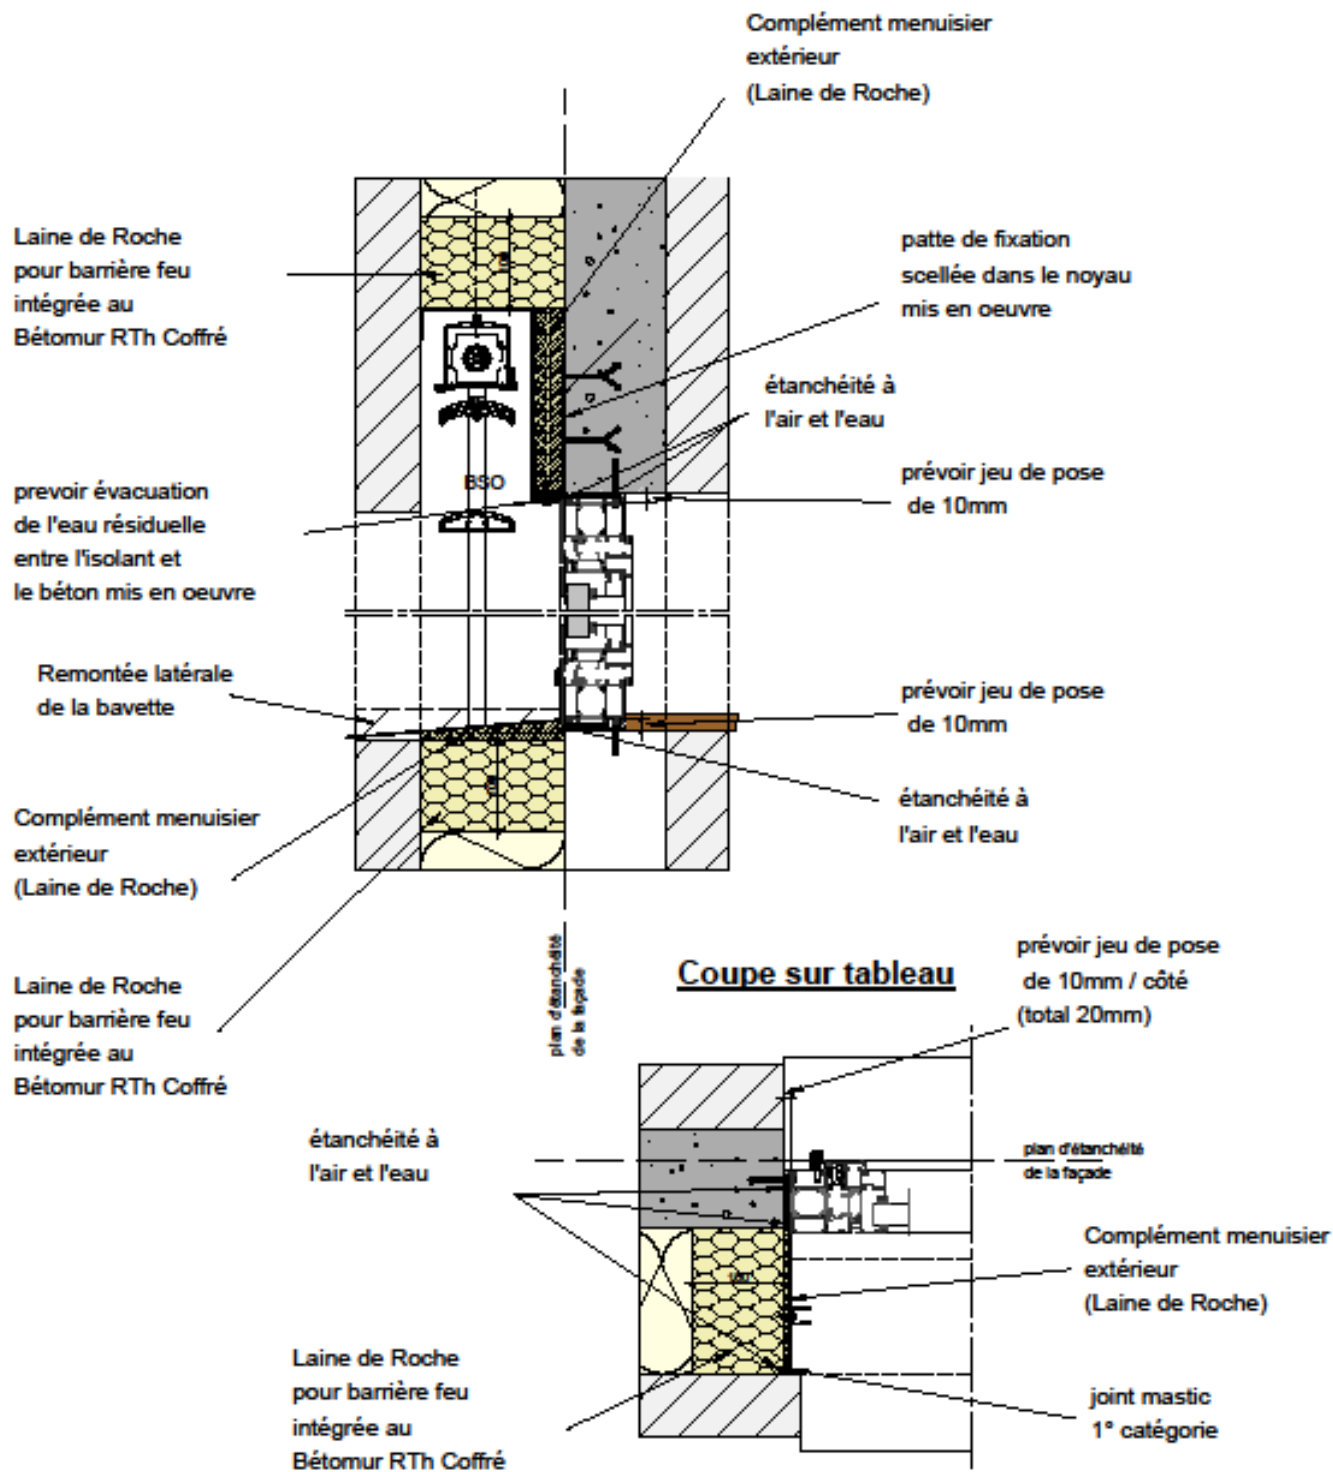 Complément menuisier
extérieur
(Laine de Roche)
Laine de Roche
pour barrière feu
intégrée au
Bétomur RTh Coffré
patte de fixation
scellée dans le noyau
mis en oeuvre
étanchéité à
l'air et l'eau
prévoir jeu de pose
de 10mm
BSO
prevoir évacuation
de l'eau résiduelle
entre l'isolant et
le béton mis en oeuvre
Remontée latérale
de la bavette
prévoir jeu de pose
de 10mm
étanchéité à
l'air et l'eau
Complément menuisier
extérieur
(Laine de Roche)
Laine de Roche
pour barrière feu
intégrée au
Bétomur RTh Coffré
plan d'étanchéité
de la façade
Coupe sur tableau
prévoir jeu de pose
de 10mm / côté
(total 20mm)
étanchéité à
l'air et l'eau
plan d'étanchéité
de la façade
Complément menuisier
extérieur
(Laine de Roche)
100
Laine de Roche
pour barrière feu
intégrée au
Bétomur RTh Coffré
joint mastic
1° catégorie